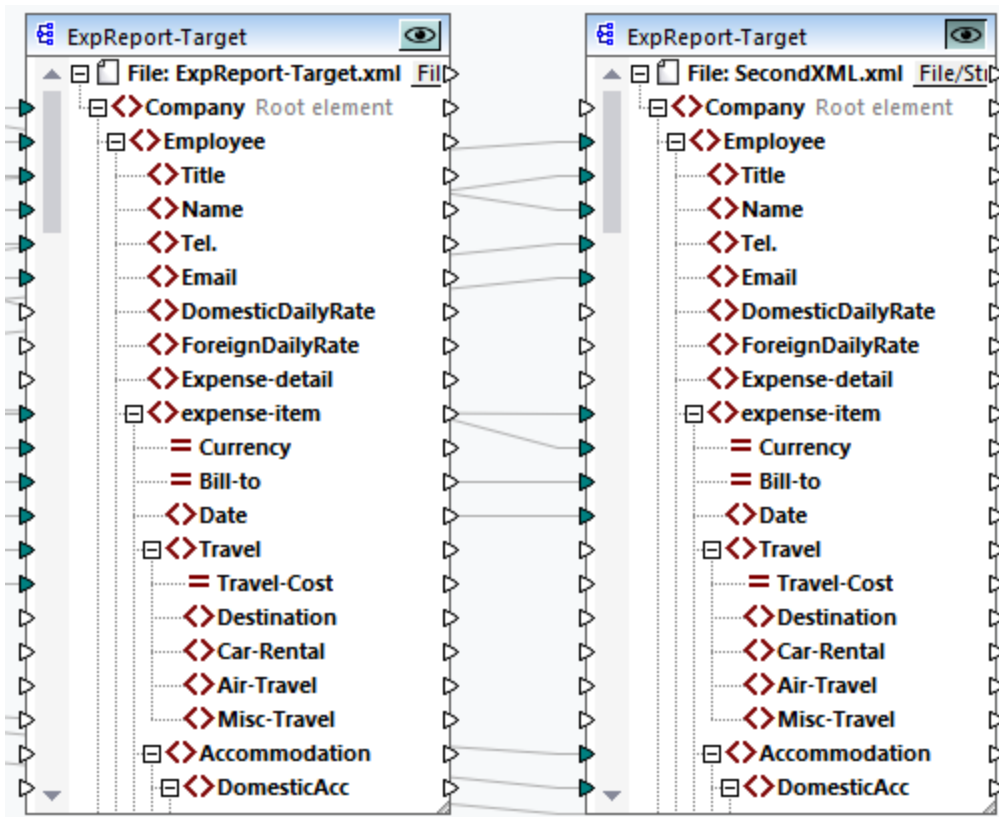 ExpReport-Target
File: ExpReport-Target.xml Fil
Company Root element
Employee
Title
Name
Tel.
Email
DomesticDailyRate
ForeignDailyRate
Expense-detail
expense-item
Currency
Bill-to
Date
Travel
Travel-Cost
Destination
Car-Rental
Air-Travel
Misc-Travel
Accommodation
DomesticAcc
ExpReport-Target
File: SecondXML.xml File/Str
Company Root element
Employee
Title
Name
Tel.
Email
DomesticDailyRate
ForeignDailyRate
Expense-detail
expense-item
Currency
Bill-to
Date
Travel
Travel-Cost
Destination
Car-Rental
Air-Travel
Misc-Travel
Accommodation
DomesticAcc